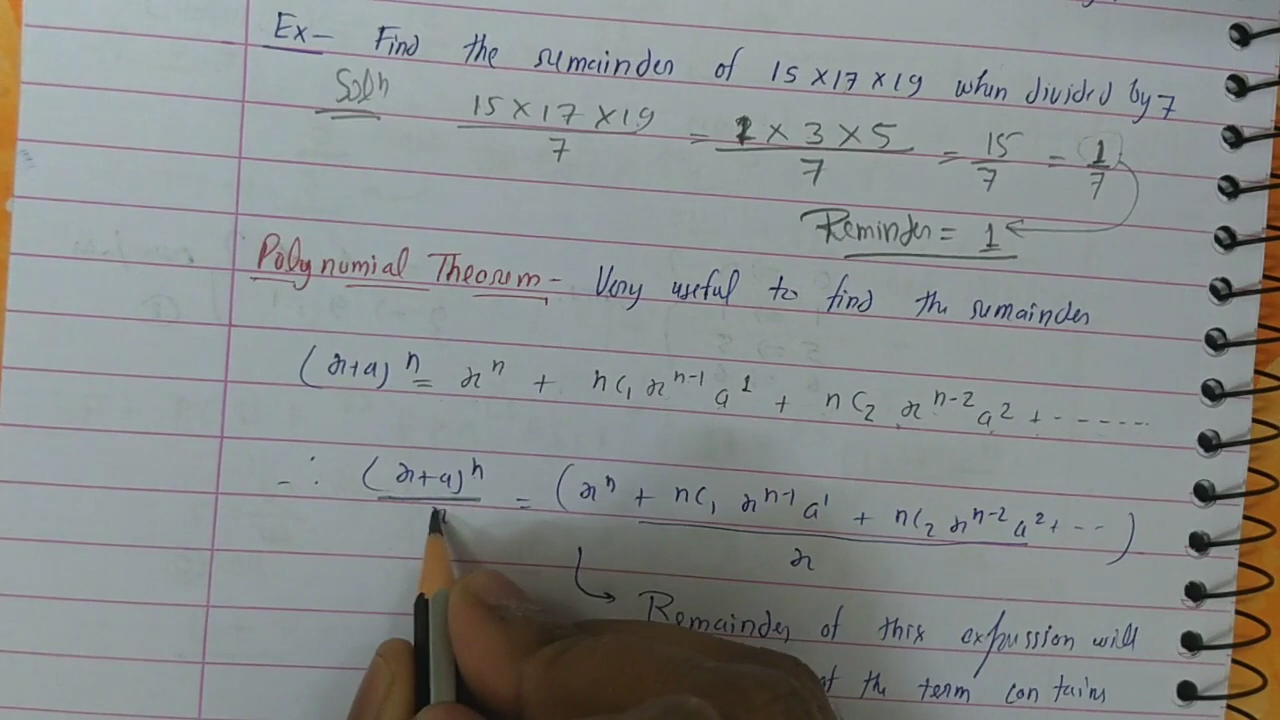 Ex- Find the remainder of 15 x 17 x 19 when divided by 7
Soln 15 x 17 x 19 / 7 = 1 x 3 x 5 / 7 = 15 / 7 = 1 / 7
Reminder = 1
Polynomial Theorem - Very useful to find the remainder
(x+a)^n = x^n + nC1 x^n-1 a^1 + nC2 x^n-2 a^2 + ------
∴ (x+a)^n / x = (x^n + nC1 x^n-1 a^1 + nC2 x^n-2 a^2 + --) / x
Remainder of this expression will
the term contains